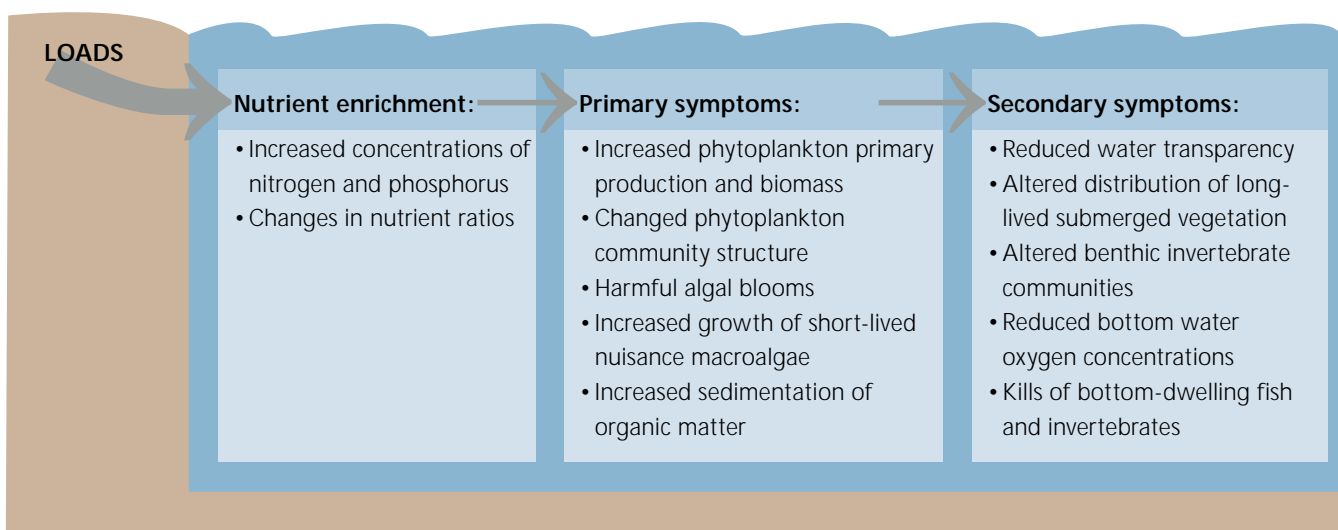 LOADS
Nutrient enrichment:
• Increased concentrations of
nitrogen and phosphorus
• Changes in nutrient ratios
Primary symptoms:
• Increased phytoplankton primary
production and biomass
• Changed phytoplankton
community structure
• Harmful algal blooms
• Increased growth of short-lived
nuisance macroalgae
• Increased sedimentation of
organic matter
Secondary symptoms:
• Reduced water transparency
• Altered distribution of long-
lived submerged vegetation
• Altered benthic invertebrate
communities
• Reduced bottom water
oxygen concentrations
• Kills of bottom-dwelling fish
and invertebrates